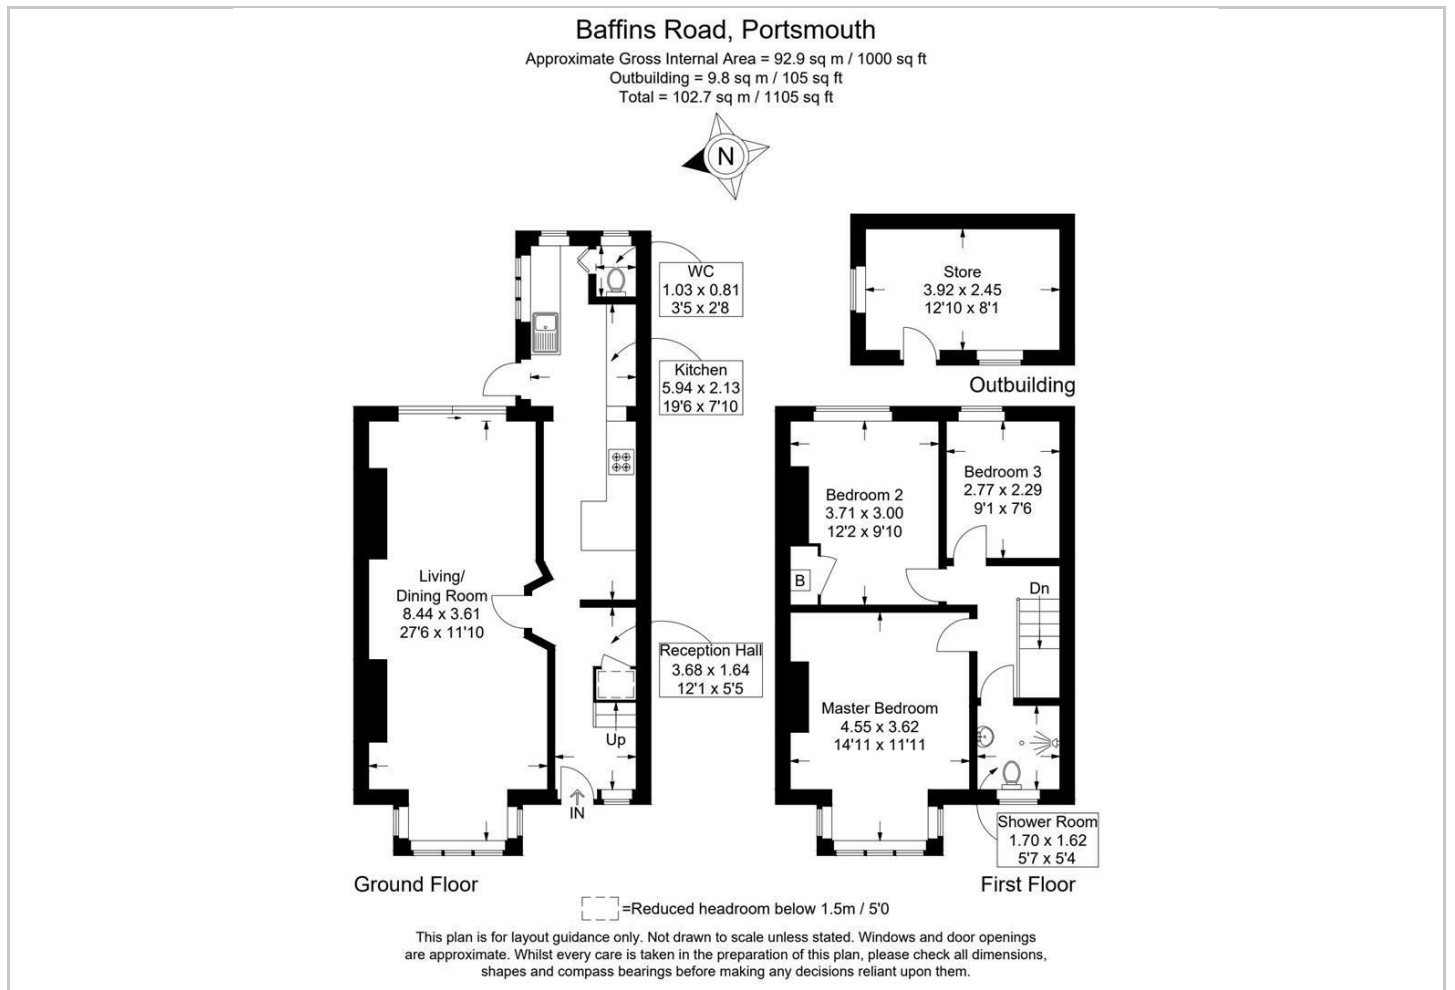 Baffins Road, Portsmouth
Approximate Gross Internal Area = 92.9 sq m / 1000 sq ft
Outbuilding = 9.8 sq m / 105 sq ft
Total = 102.7 sq m / 1105 sq ft
N
WC
1.03 x 0.81
3'5 x 2'8
Kitchen
5.94 x 2.13
19'6 x 7'10
Living/
Dining Room
8.44 x 3.61
27'6 x 11'10
Reception Hall
3.68 x 1.64
12'1 x 5'5
Up
IN
Ground Floor
Store
3.92 x 2.45
12'10 x 8'1
Outbuilding
Bedroom 2
3.71 x 3.00
12'2 x 9'10
Bedroom 3
2.77 x 2.29
9'1 x 7'6
B
Dn
Master Bedroom
4.55 x 3.62
14'11 x 11'11
Shower Room
1.70 x 1.62
5'7 x 5'4
First Floor
=Reduced headroom below 1.5m / 5'0
This plan is for layout guidance only. Not drawn to scale unless stated. Windows and door openings
are approximate. Whilst every care is taken in the preparation of this plan, please check all dimensions,
shapes and compass bearings before making any decisions reliant upon them.